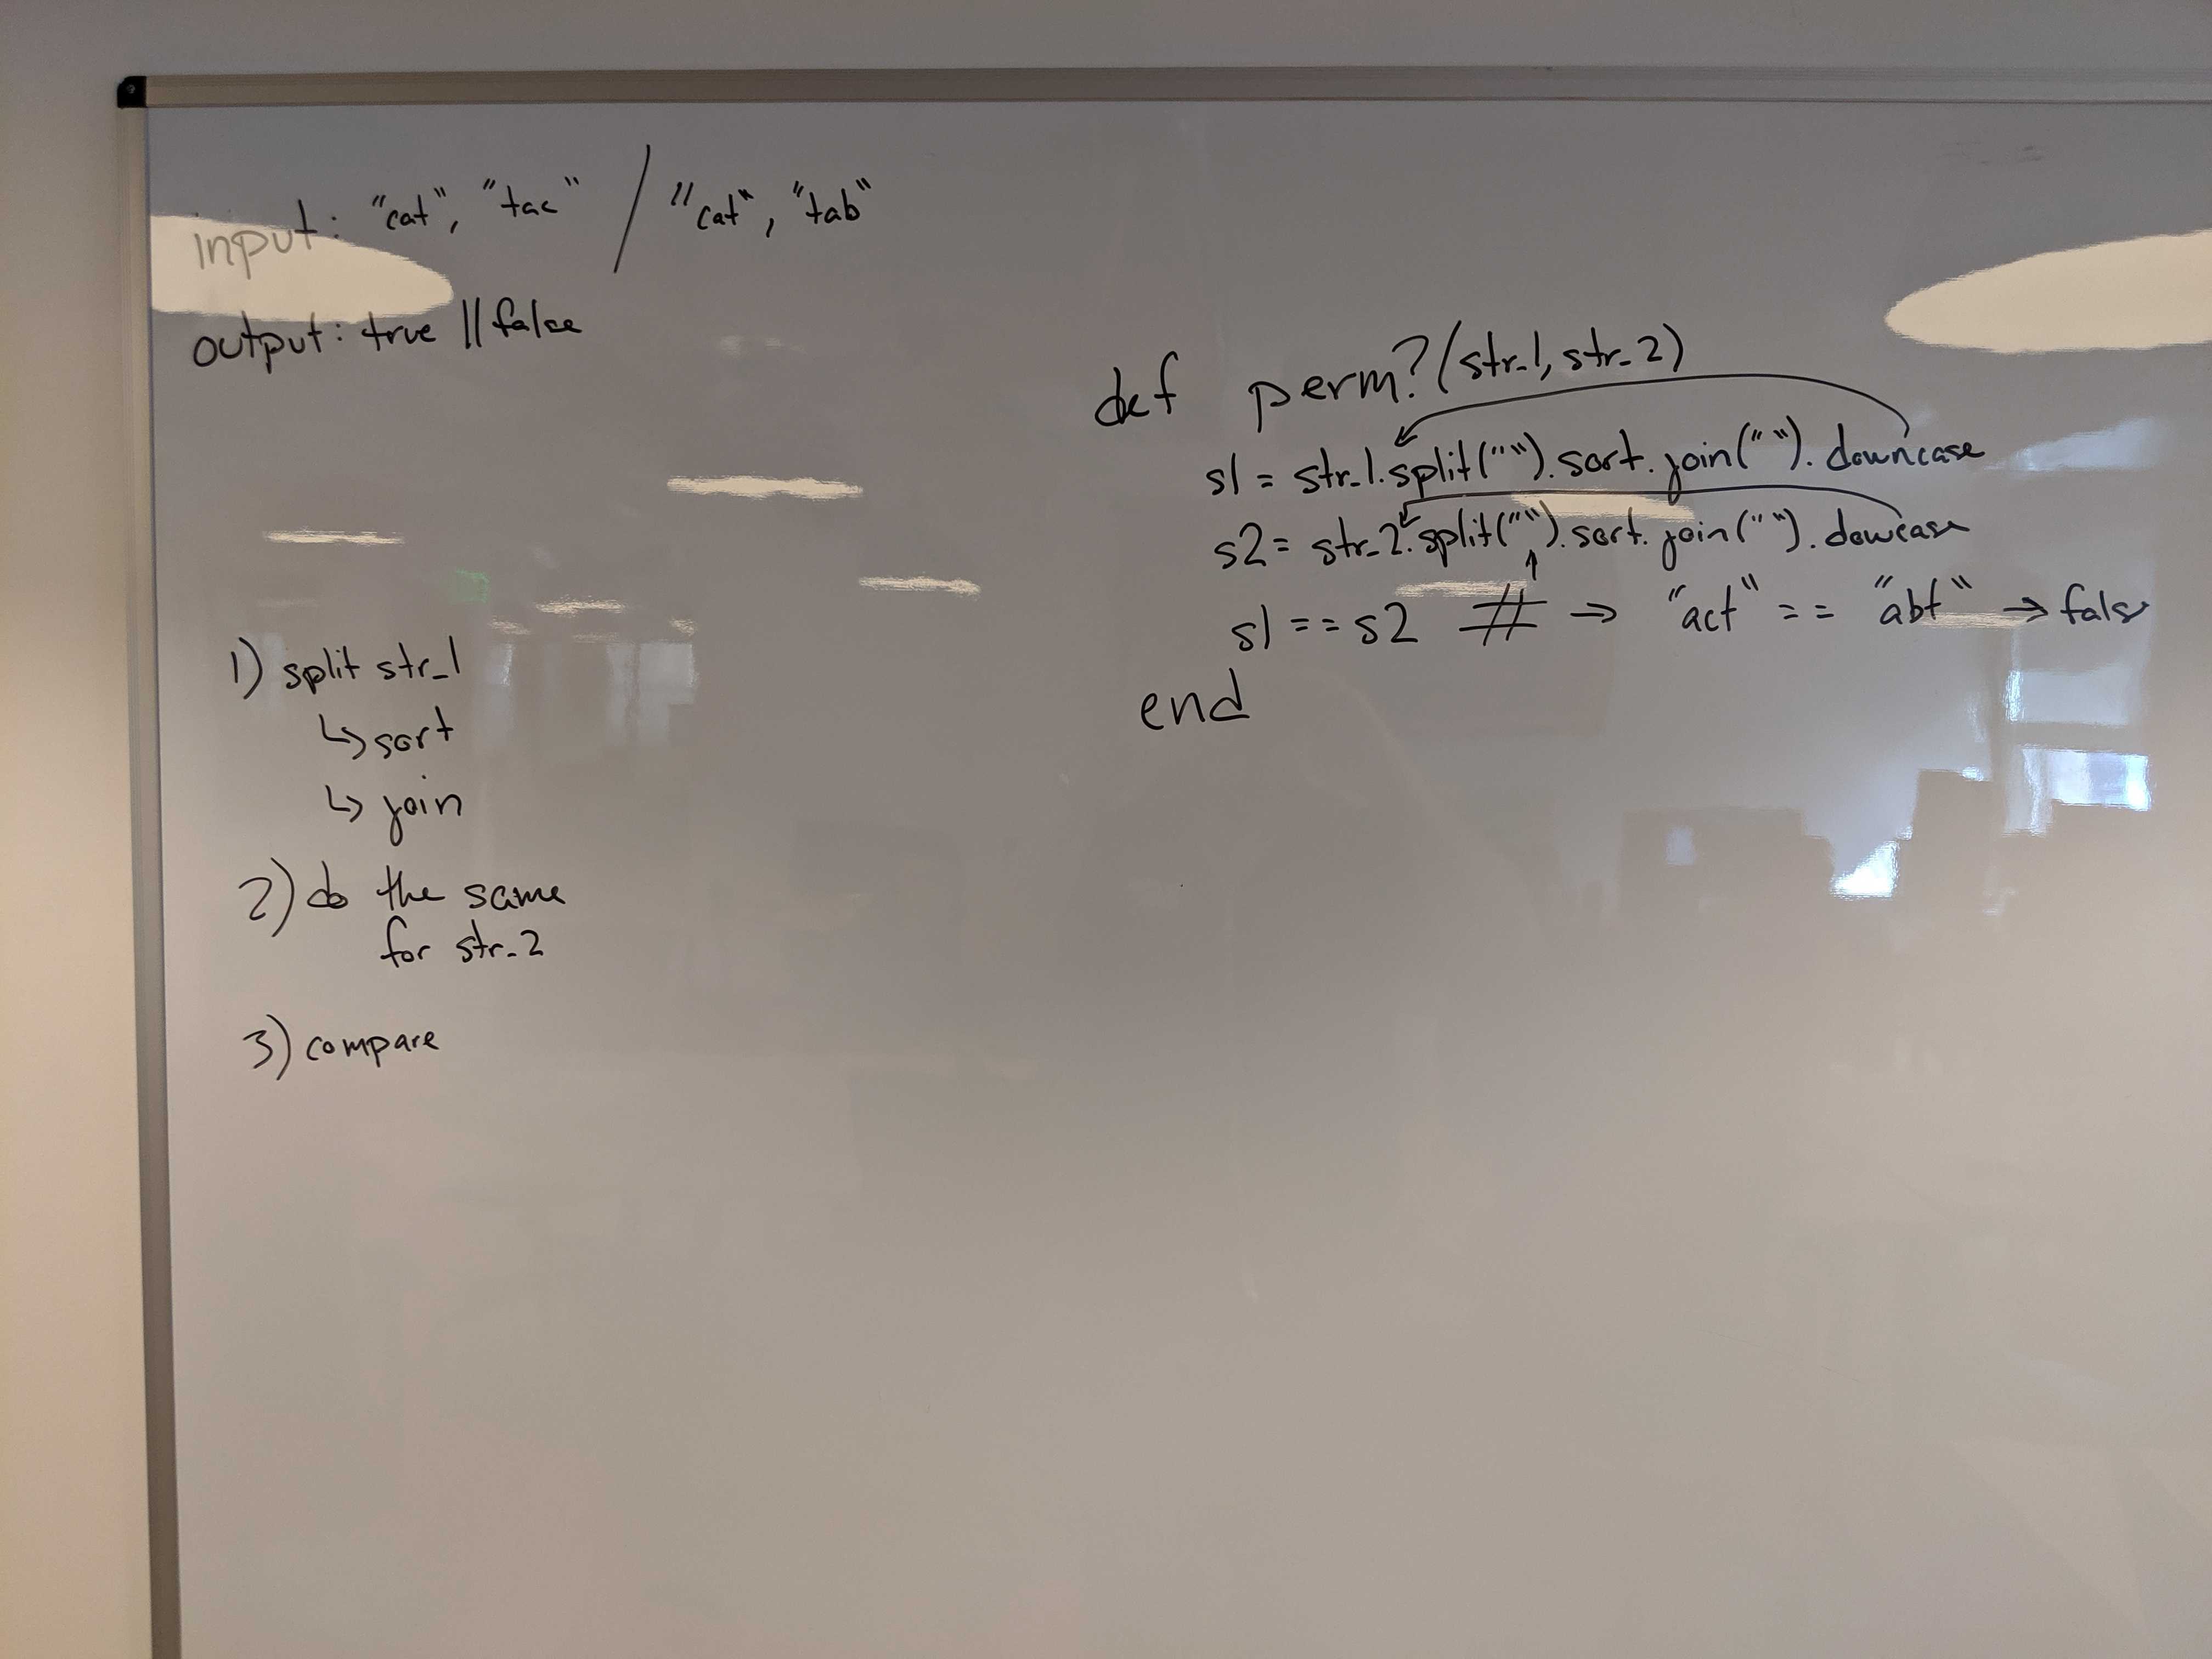 input: "cat", "tac" / "cat", "tab"
output: true || false
1) split str_1
↳ sort
↳ join
2) do the same
for str_2
3) compare
def perm?(str_1, str_2)
s1 = str_1.split("").sort.join("").downcase
s2 = str_2.split("").sort.join("").dowcase
s1 == s2 # → "act" == "abt" → fals
end